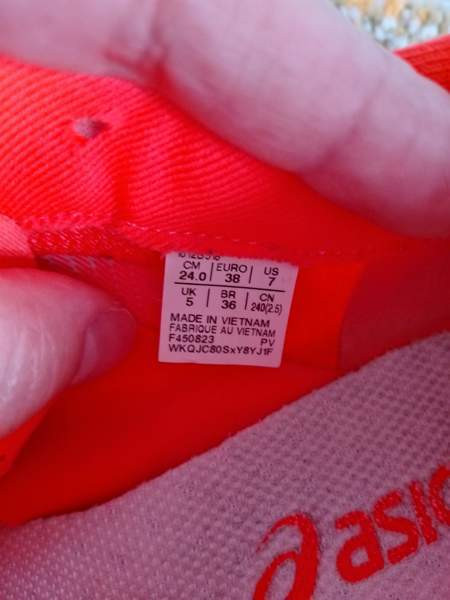 CM EURO US
24.0 38 7
UK BR CN
5 36 240(2.5)
MADE IN VIETNAM
FABRIQUE AU VIETNAM
F450823 PV
WKQJC80SxY8YJ1F
asic